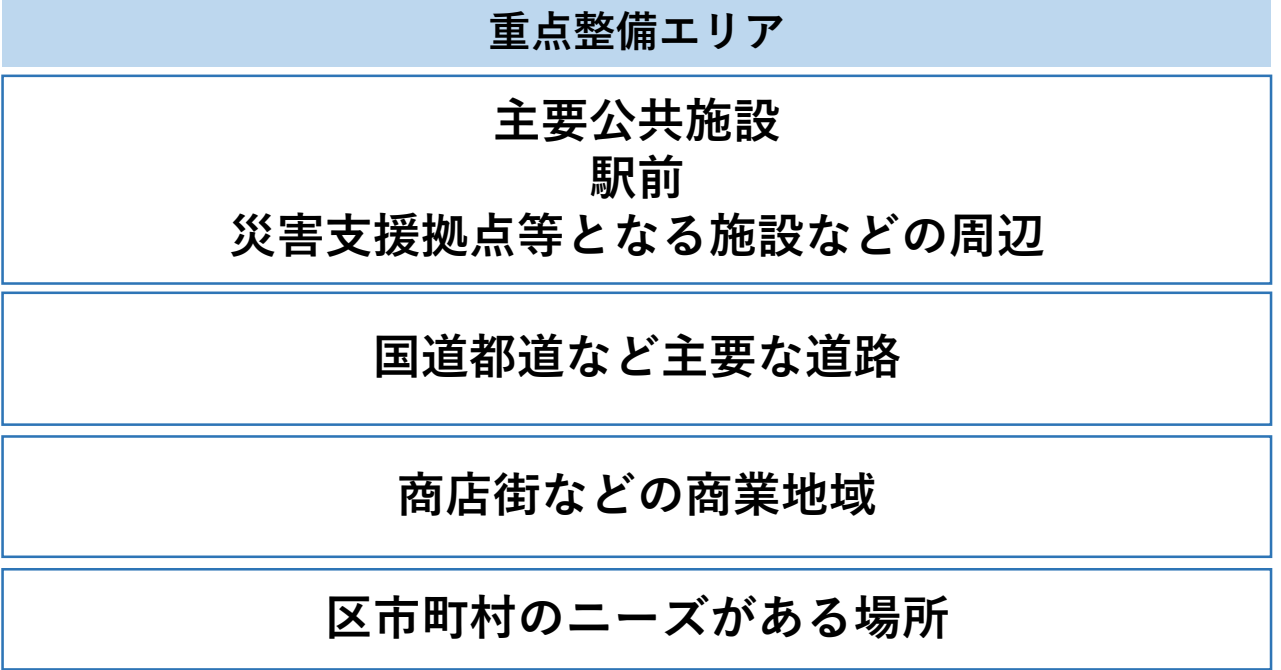 重点整備エリア
主要公共施設
駅前
災害支援拠点等となる施設などの周辺
国道都道など主要な道路
商店街などの商業地域
区市町村のニーズがある場所